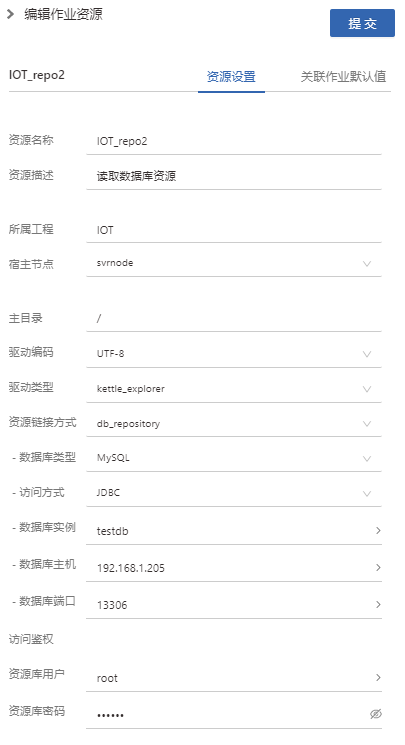 编辑作业资源
提 交
IOT_repo2 资源设置 关联作业默认值
资源名称 IOT_repo2
资源描述 读取数据库资源
所属工程 IOT
宿主节点 svrnode
主目录 /
驱动编码 UTF-8
驱动类型 kettle_explorer
资源链接方式 db_repository
- 数据库类型 MySQL
- 访问方式 JDBC
- 数据库实例 testdb
- 数据库主机 192.168.1.205
- 数据库端口 13306
访问鉴权
资源库用户 root
资源库密码 ••••••